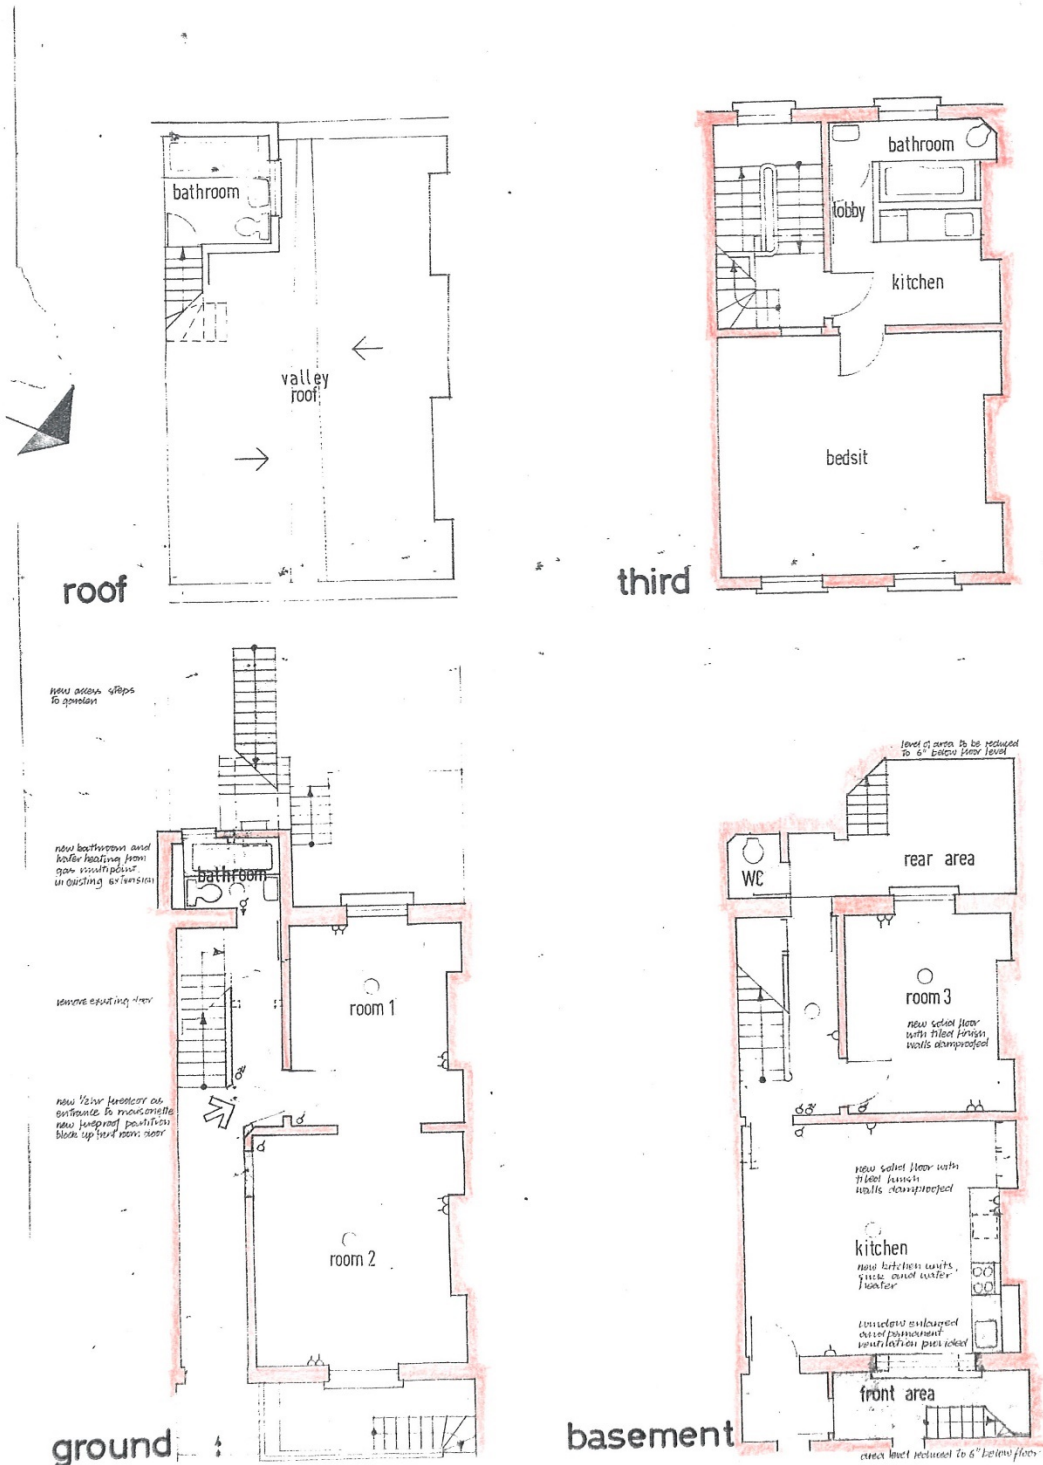 bathroom
valley
roof
roof
bathroom
lobby
kitchen
bedsit
third
new access steps
to garden
new bathroom and
water heating from
gas multipoint
in existing extension
bathroom
remove existing door
room 1
new 1/2hr firedoor as
entrance to maisonette
new fireproof partition
block up front room door
room 2
ground
level of area to be reduced
to 6" below floor level
WC
rear area
room 3
new solid floor
with tiled finish
walls dampproofed
new solid floor with
tiled finish
walls dampproofed
kitchen
new kitchen units,
sink and water
heater
window enlarged
and permanent
ventilation provided
front area
basement
area level reduced to 6" below floor